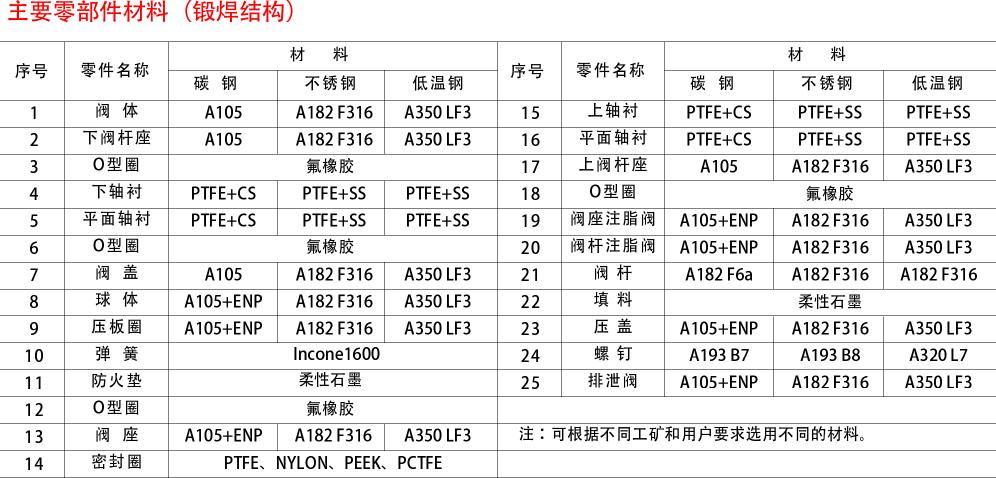 主要零部件材料（锻焊结构）
序号 零件名称 材 料
碳 钢 不锈钢 低温钢
1 阀 体 A105 A182 F316 A350 LF3
2 下阀杆座 A105 A182 F316 A350 LF3
3 O型圈 氟橡胶
4 下轴衬 PTFE+CS PTFE+SS PTFE+SS
5 平面轴衬 PTFE+CS PTFE+SS PTFE+SS
6 O型圈 氟橡胶
7 阀 盖 A105 A182 F316 A350 LF3
8 球 体 A105+ENP A182 F316 A350 LF3
9 压板圈 A105+ENP A182 F316 A350 LF3
10 弹 簧 Incone1600
11 防火垫 柔性石墨
12 O型圈 氟橡胶
13 阀 座 A105+ENP A182 F316 A350 LF3
14 密封圈 PTFE、NYLON、PEEK、PCTFE
序号 零件名称 材 料
碳 钢 不锈钢 低温钢
15 上轴衬 PTFE+CS PTFE+SS PTFE+SS
16 平面轴衬 PTFE+CS PTFE+SS PTFE+SS
17 上阀杆座 A105 A182 F316 A350 LF3
18 O型圈 氟橡胶
19 阀座注脂阀 A105+ENP A182 F316 A350 LF3
20 阀杆注脂阀 A105+ENP A182 F316 A350 LF3
21 阀 杆 A182 F6a A182 F316 A182 F316
22 填 料 柔性石墨
23 压 盖 A105+ENP A182 F316 A350 LF3
24 螺 钉 A193 B7 A193 B8 A320 L7
25 排泄阀 A105+ENP A182 F316 A350 LF3
注：可根据不同工矿和用户要求选用不同的材料。